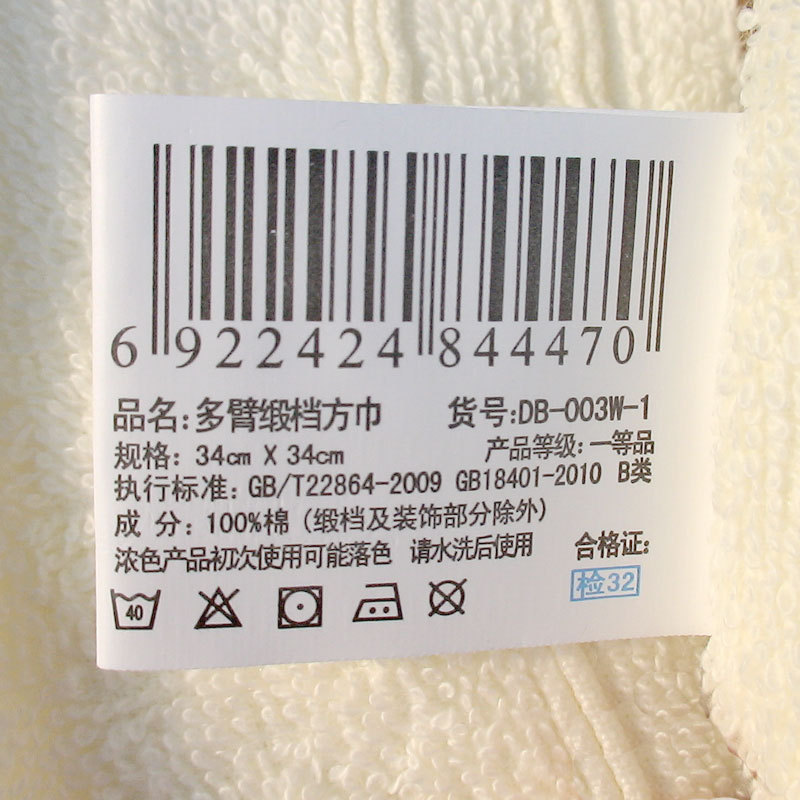 6 922424 844470
品名:多臂缎档方巾 货号:DB-003W-1
规格: 34cm X 34cm 产品等级: 一等品
执行标准: GB/T22864-2009 GB18401-2010 B类
成 分: 100%棉 (缎档及装饰部分除外)
浓色产品初次使用可能落色 请水洗后使用 合格证:
40 检32